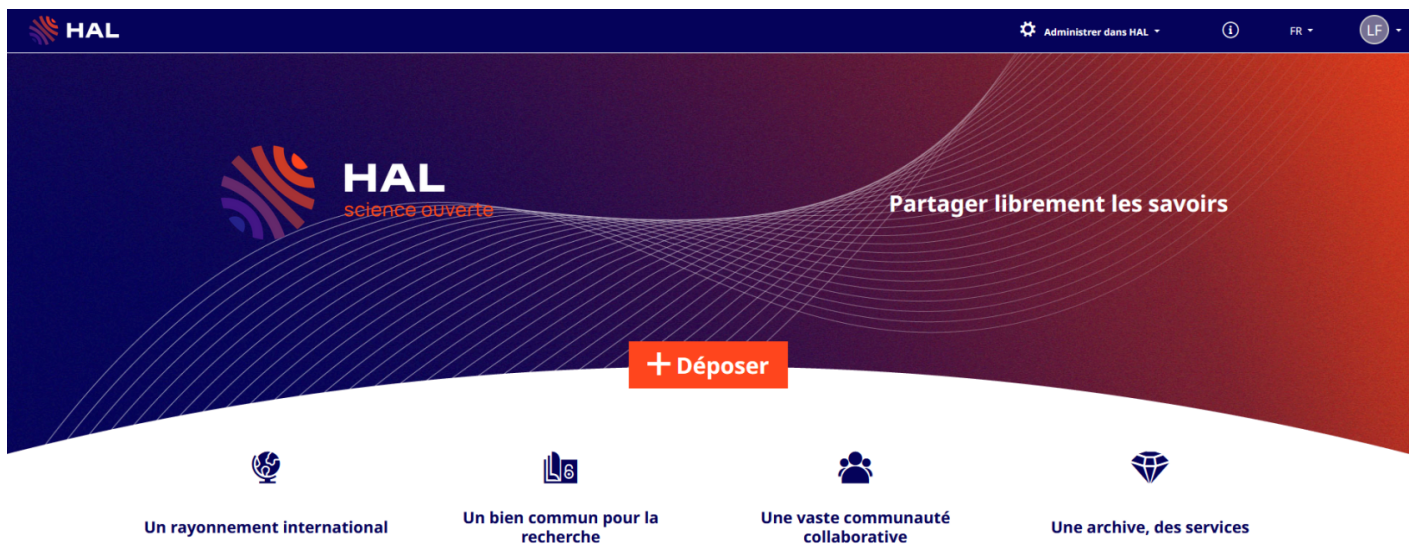 HAL
Administrer dans HAL
FR
LF
HAL
science ouverte
Partager librement les savoirs
+ Déposer
Un rayonnement international
Un bien commun pour la
recherche
Une vaste communauté
collaborative
Une archive, des services